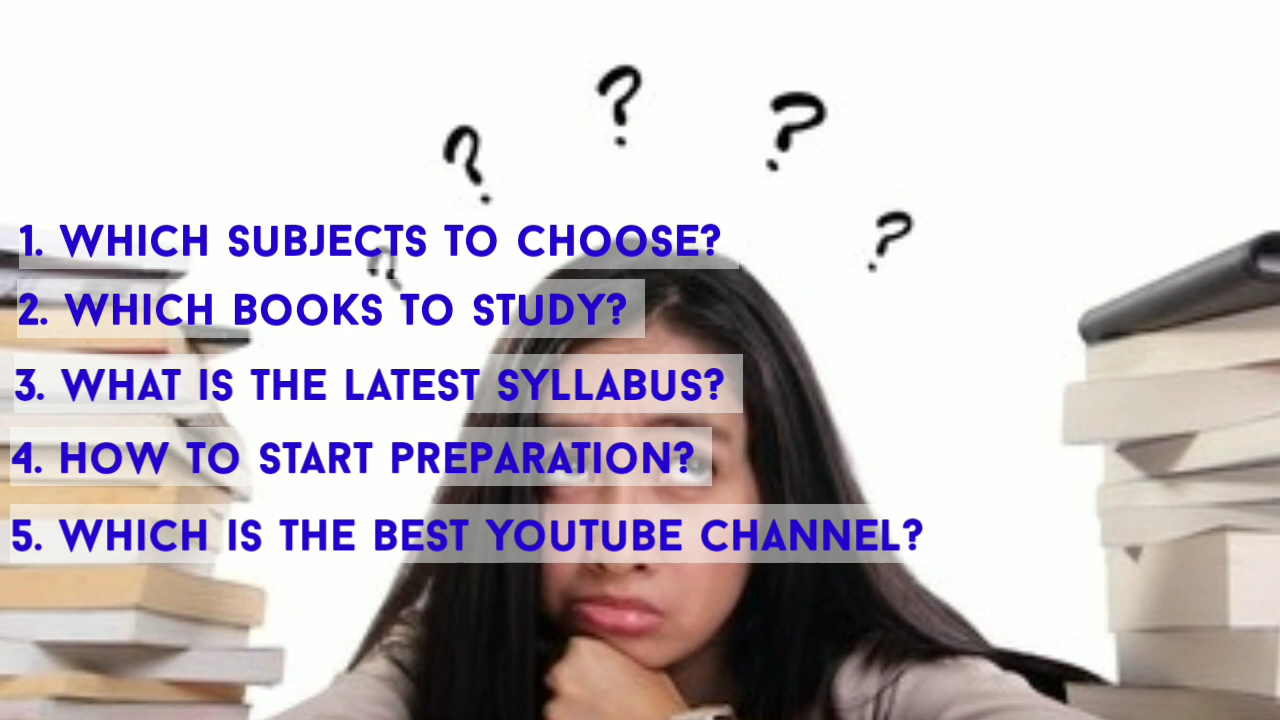 ?
?
?
?
?
1. WHICH SUBJECTS TO CHOOSE?
2. WHICH BOOKS TO STUDY?
3. WHAT IS THE LATEST SYLLABUS?
4. HOW TO START PREPARATION?
5. WHICH IS THE BEST YOUTUBE CHANNEL?